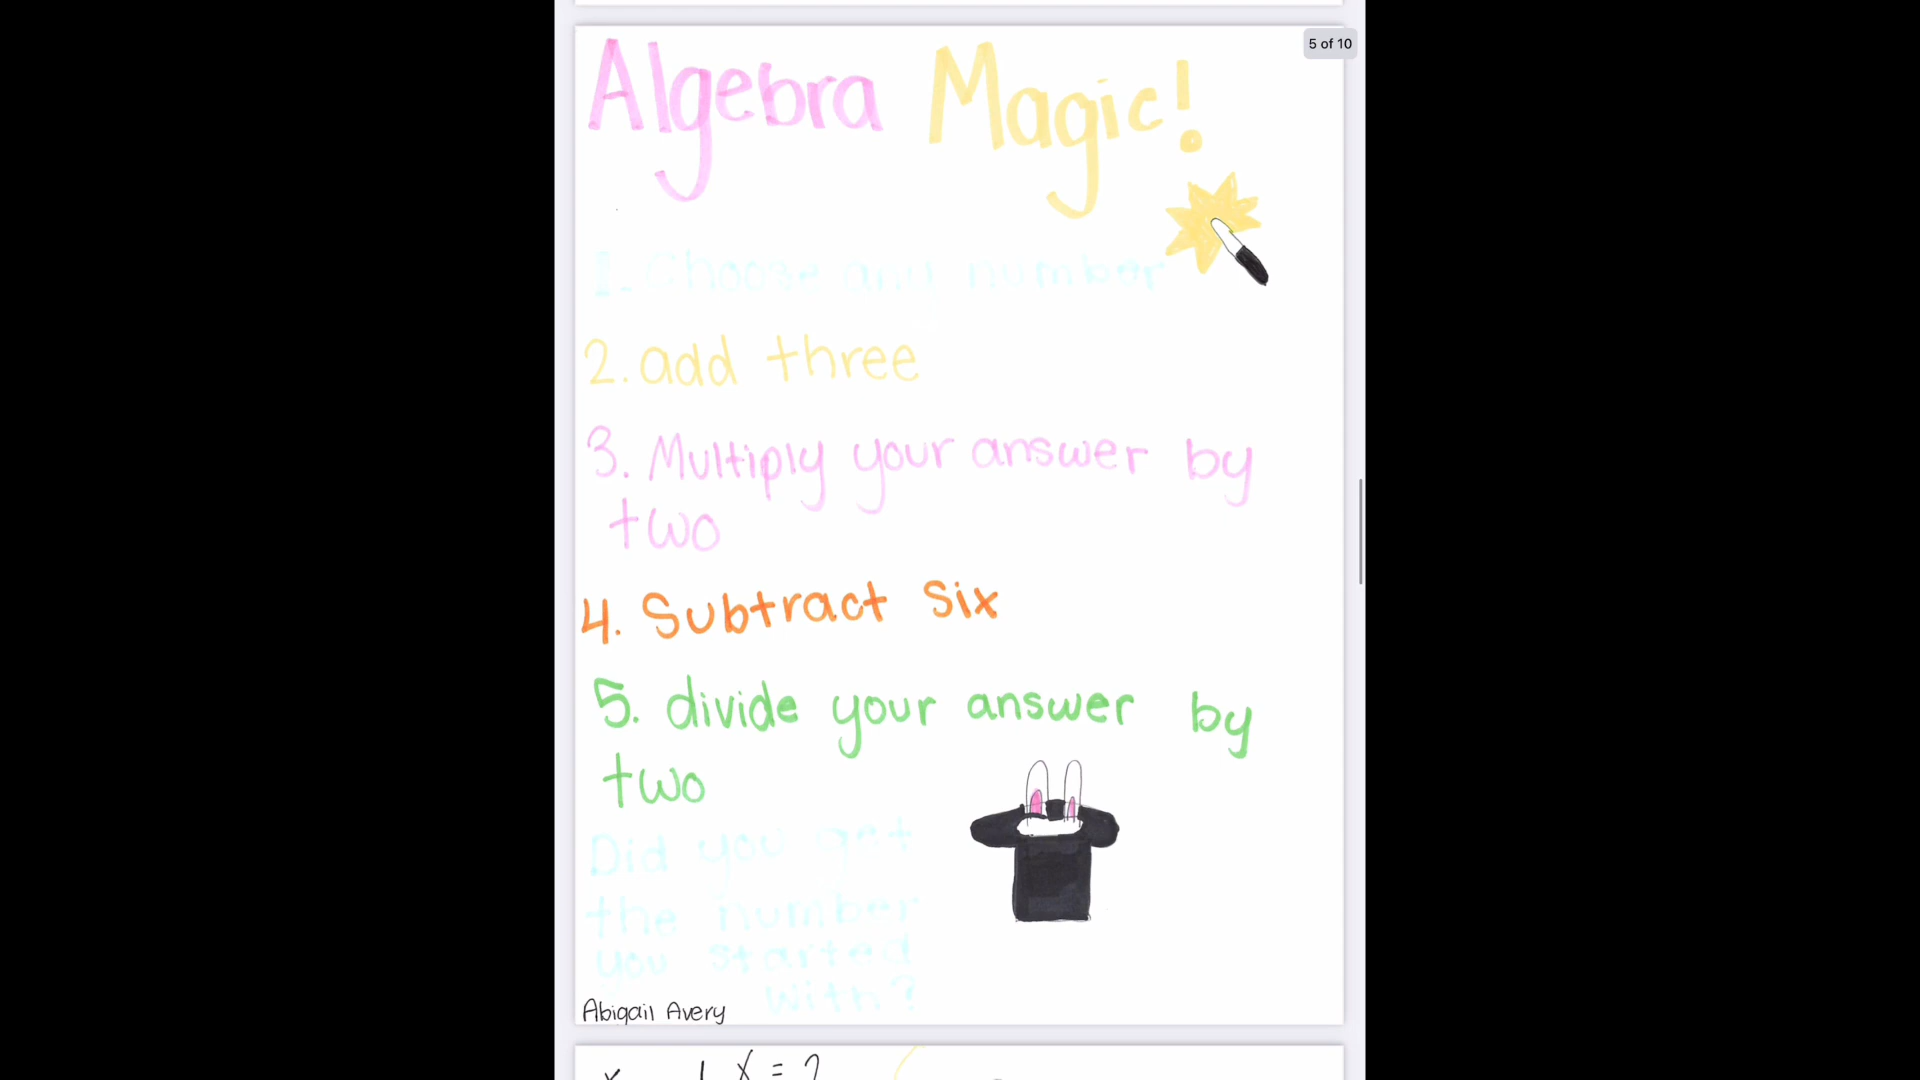 5 of 10
Algebra Magic!
1. Choose any number
2. add three
3. Multiply your answer by
two
4. Subtract Six
5. divide your answer by
two
Did you get
the number
you started
with?
Abigail Avery
x = ?